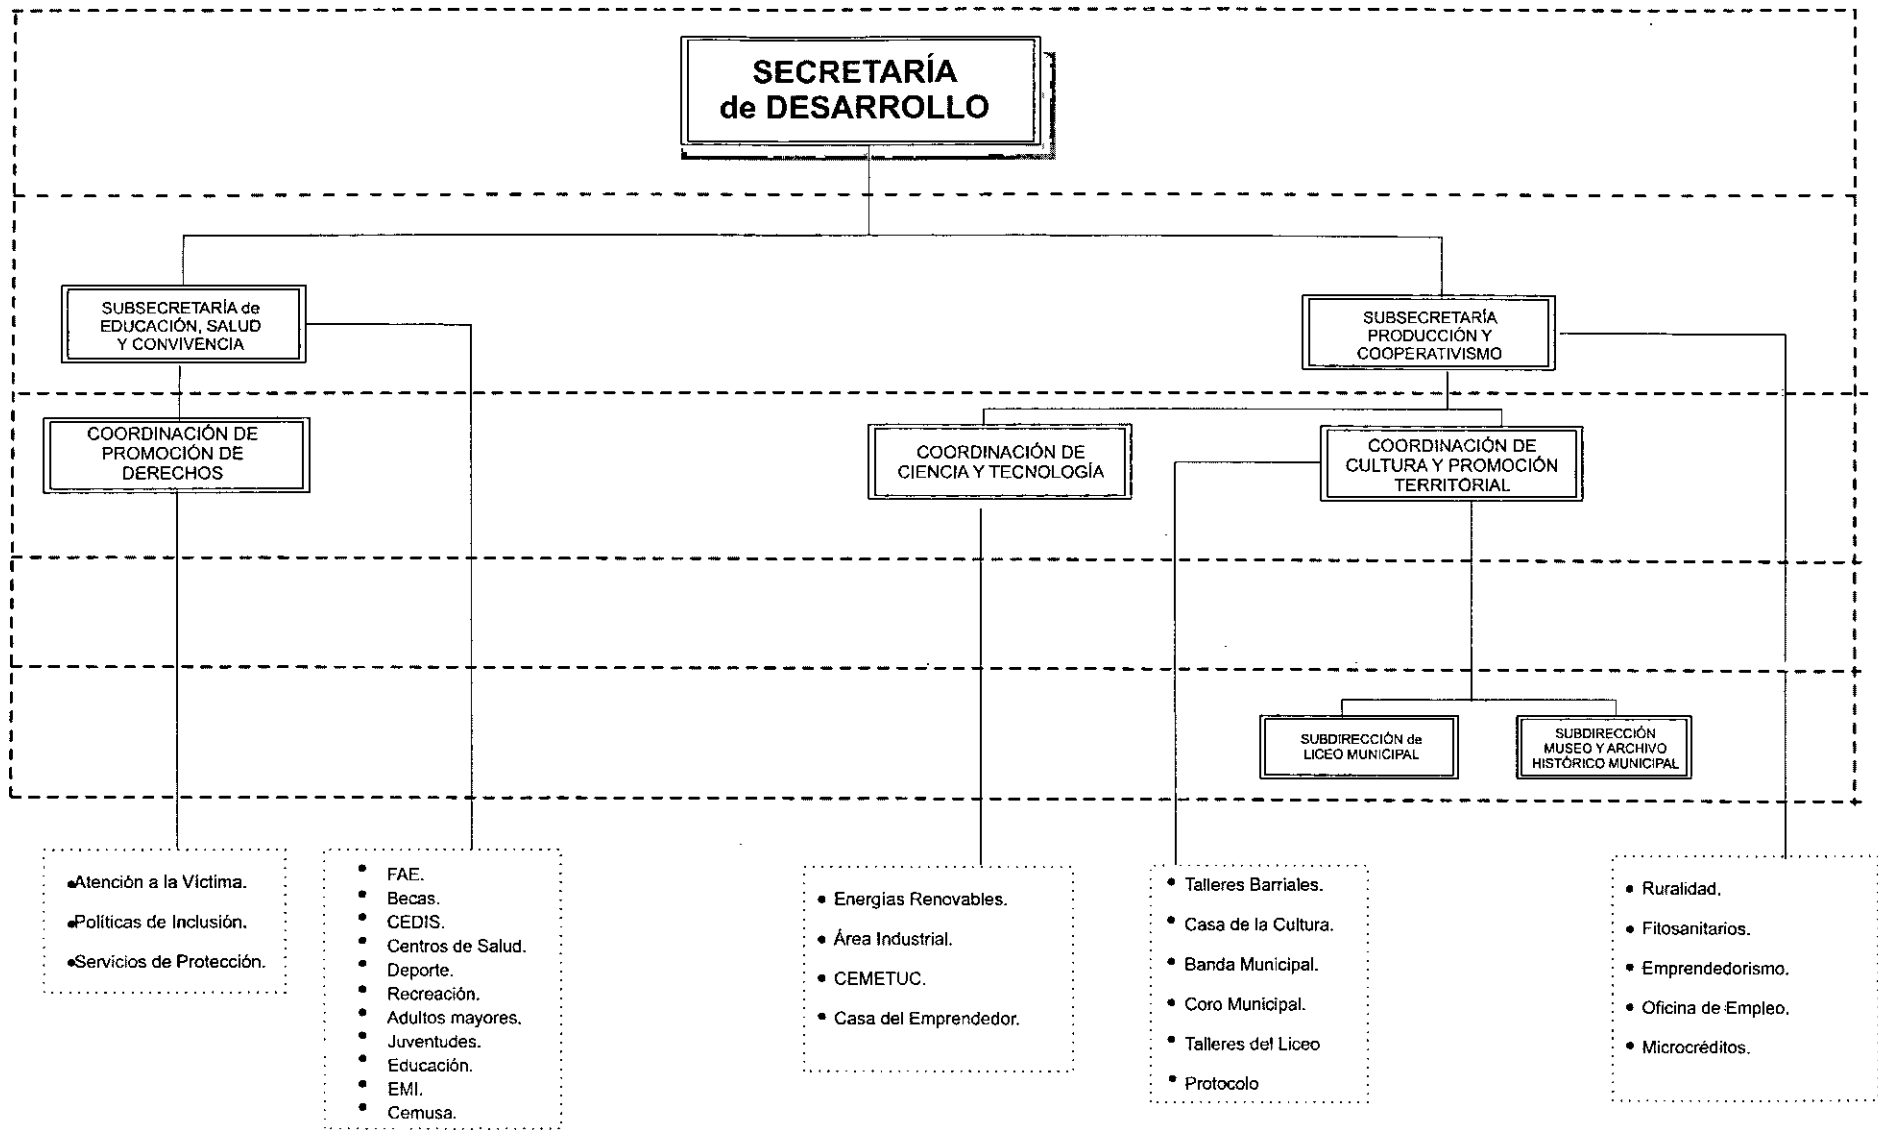 SECRETARÍA
de DESARROLLO
SUBSECRETARÍA de
EDUCACIÓN, SALUD
Y CONVIVENCIA
SUBSECRETARÍA
PRODUCCIÓN Y
COOPERATIVISMO
COORDINACIÓN DE
PROMOCIÓN DE
DERECHOS
COORDINACIÓN DE
CIENCIA Y TECNOLOGÍA
COORDINACIÓN DE
CULTURA Y PROMOCIÓN
TERRITORIAL
SUBDIRECCIÓN de
LICEO MUNICIPAL
SUBDIRECCIÓN
MUSEO Y ARCHIVO
HISTÓRICO MUNICIPAL
•Atención a la Víctima.
•Políticas de Inclusión.
•Servicios de Protección.
• FAE.
• Becas.
• CEDIS.
• Centros de Salud.
• Deporte.
• Recreación.
• Adultos mayores.
• Juventudes.
• Educación.
• EMI.
• Cemusa.
• Energías Renovables.
• Área Industrial.
• CEMETUC.
• Casa del Emprendedor.
• Talleres Barriales.
• Casa de la Cultura.
• Banda Municipal.
• Coro Municipal.
• Talleres del Liceo
• Protocolo
• Ruralidad.
• Fitosanitarios.
• Emprendedorismo.
• Oficina de Empleo.
• Microcréditos.